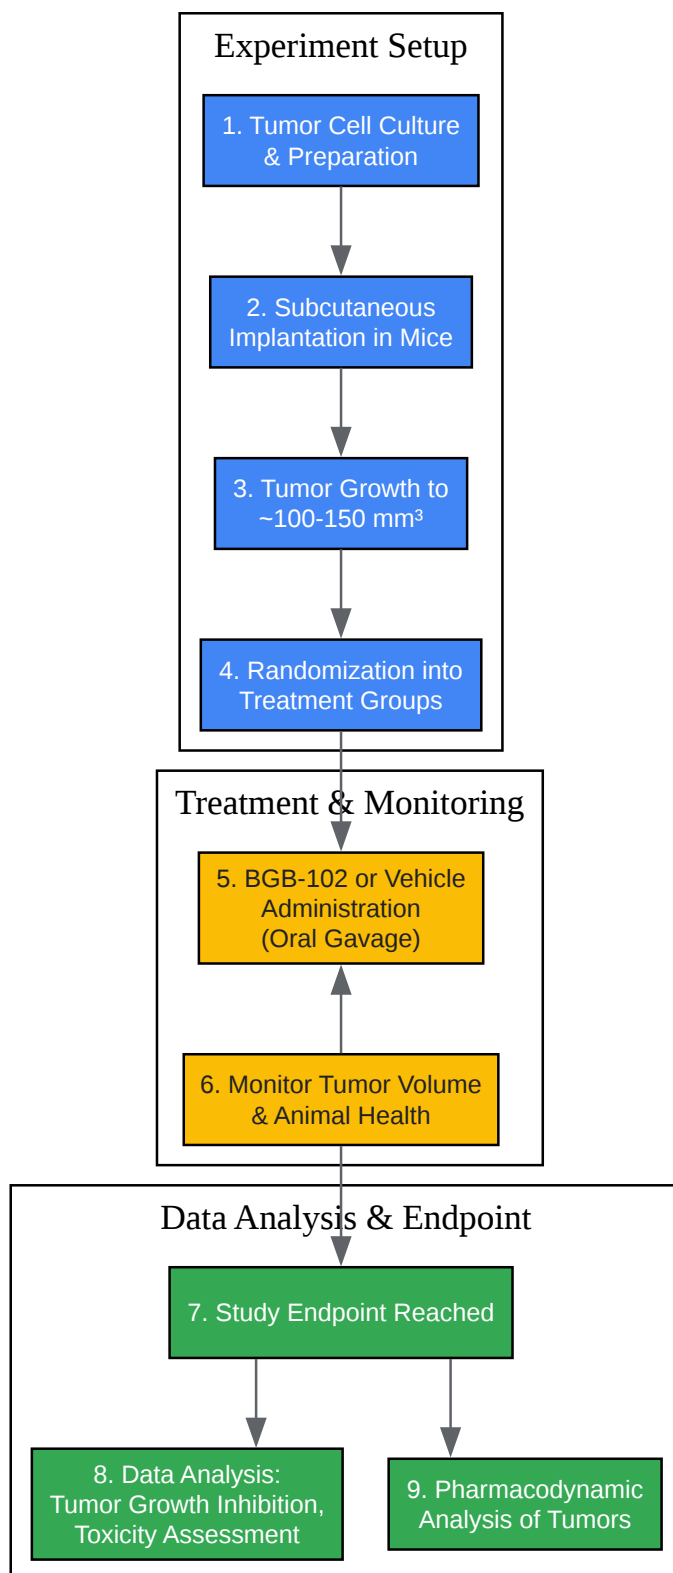 Experiment Setup
1. Tumor Cell Culture
& Preparation
2. Subcutaneous
Implantation in Mice
3. Tumor Growth to
~100-150 mm³
4. Randomization into
Treatment Groups
Treatment & Monitoring
5. BGB-102 or Vehicle
Administration
(Oral Gavage)
6. Monitor Tumor Volume
& Animal Health
Data Analysis & Endpoint
7. Study Endpoint Reached
8. Data Analysis:
Tumor Growth Inhibition,
Toxicity Assessment
9. Pharmacodynamic
Analysis of Tumors